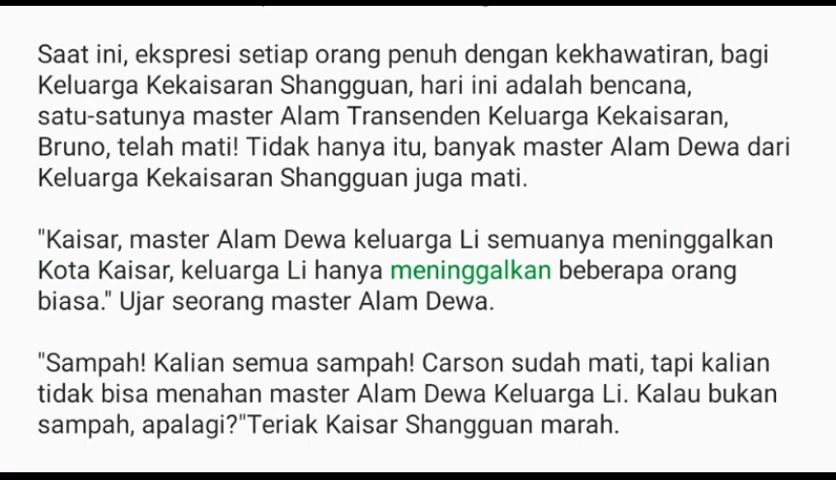 Saat ini, ekspresi setiap orang penuh dengan kekhawatiran, bagi
Keluarga Kekaisaran Shangguan, hari ini adalah bencana,
satu-satunya master Alam Transenden Keluarga Kekaisaran,
Bruno, telah mati! Tidak hanya itu, banyak master Alam Dewa dari
Keluarga Kekaisaran Shangguan juga mati.
"Kaisar, master Alam Dewa keluarga Li semuanya meninggalkan
Kota Kaisar, keluarga Li hanya meninggalkan beberapa orang
biasa." Ujar seorang master Alam Dewa.
"Sampah! Kalian semua sampah! Carson sudah mati, tapi kalian
tidak bisa menahan master Alam Dewa Keluarga Li. Kalau bukan
sampah, apalagi?"Teriak Kaisar Shangguan marah.